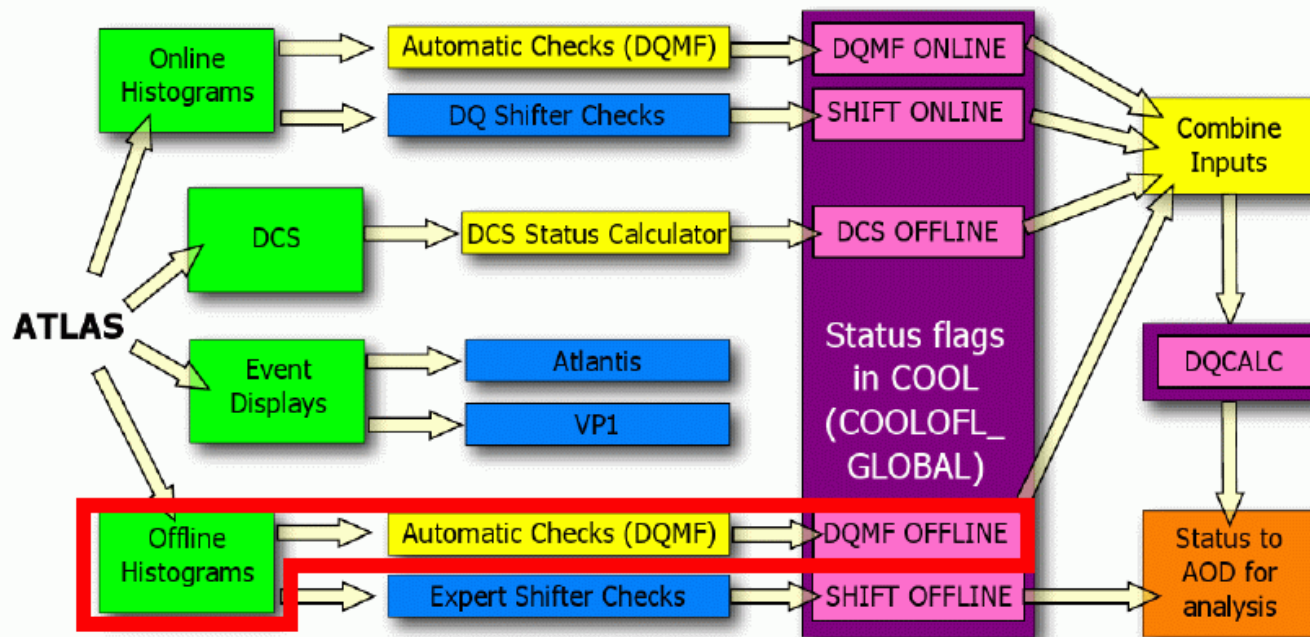 Online
Histograms
Automatic Checks (DQMF)
DQMF ONLINE
DQ Shifter Checks
SHIFT ONLINE
Combine
Inputs
DCS
DCS Status Calculator
DCS OFFLINE
ATLAS
Event
Displays
Atlantis
VP1
Status flags
in COOL
(COOLOFL_
GLOBAL)
DQCALC
Offline
Histograms
Automatic Checks (DQMF)
DQMF OFFLINE
Expert Shifter Checks
SHIFT OFFLINE
Status to
AOD for
analysis